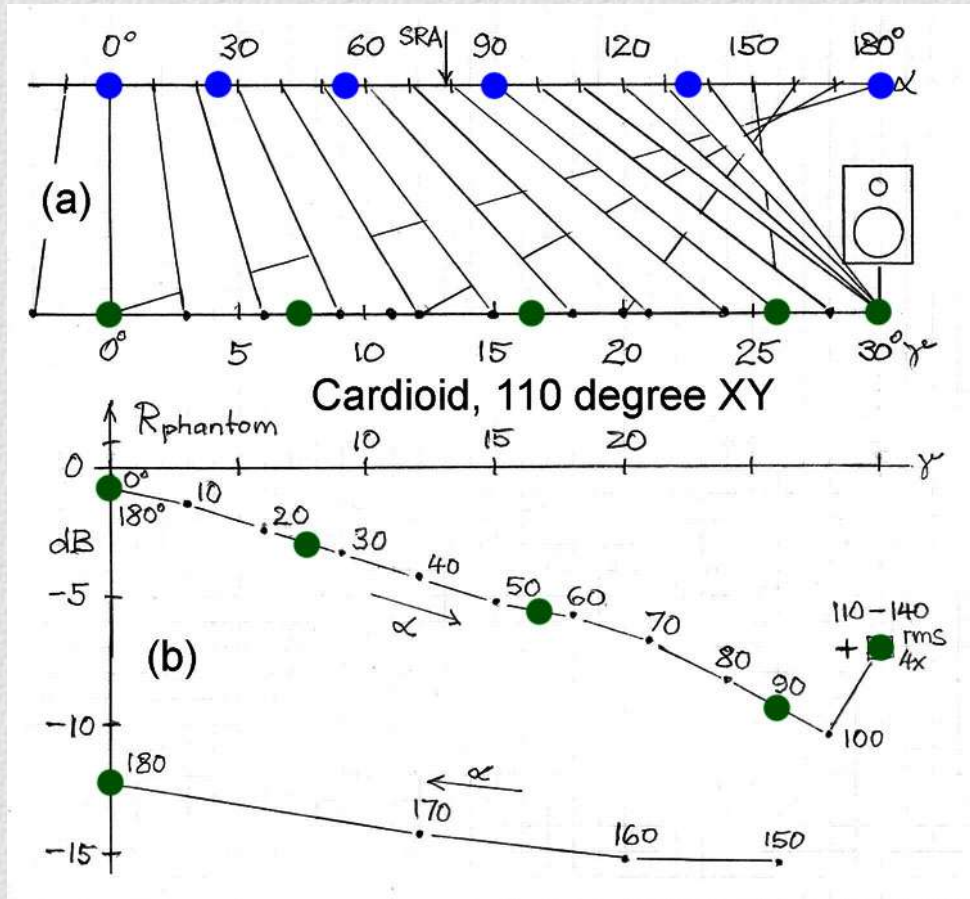 0° 30 60 SRA 90 120 150 180° α
(a)
0° 5 10 15 20 25 30° γ
Cardioid, 110 degree XY
Rphantom 10 15 20 γ
0 0° 10
180° 20 30
dB 40
-5 50 60
α 70 110-140
(b) 80 + rms
90 4x
-10 100
180 α
170 160 150
-15